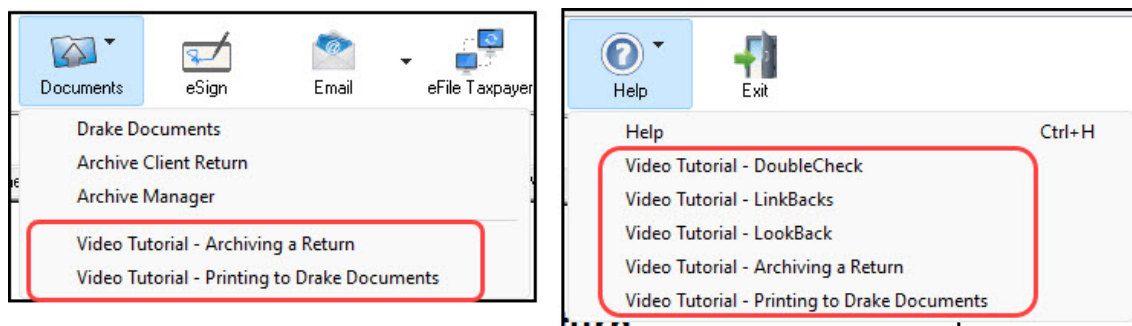 Documents eSign Email eFile Taxpayer
Drake Documents
Archive Client Return
Archive Manager
Video Tutorial - Archiving a Return
Video Tutorial - Printing to Drake Documents
Help Exit
Help Ctrl+H
Video Tutorial - DoubleCheck
Video Tutorial - LinkBacks
Video Tutorial - LookBack
Video Tutorial - Archiving a Return
Video Tutorial - Printing to Drake Documents